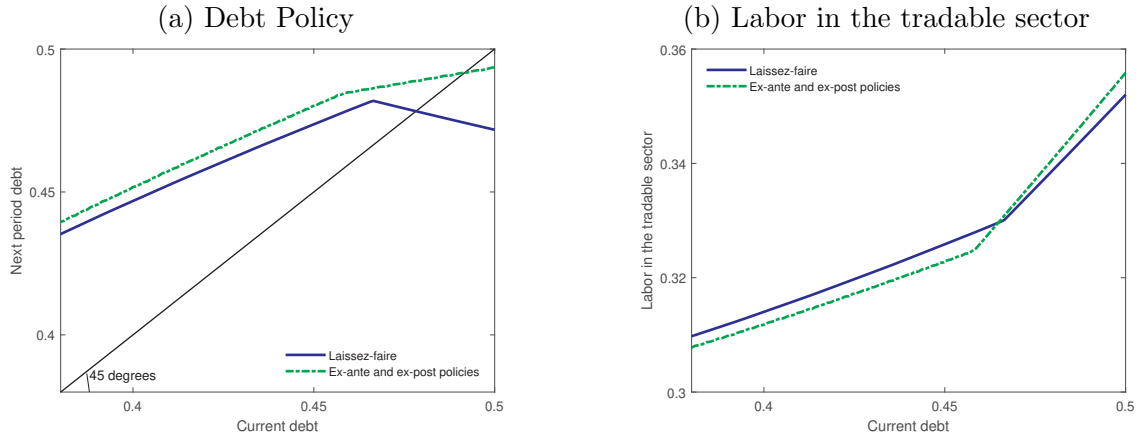 (a) Debt Policy
0.5
0.45
0.4
Next period debt
45 degrees
Laissez-faire
Ex-ante and ex-post policies
0.4
0.45
0.5
Current debt
(b) Labor in the tradable sector
0.36
0.34
0.32
0.3
Labor in the tradable sector
Laissez-faire
Ex-ante and ex-post policies
0.4
0.45
0.5
Current debt